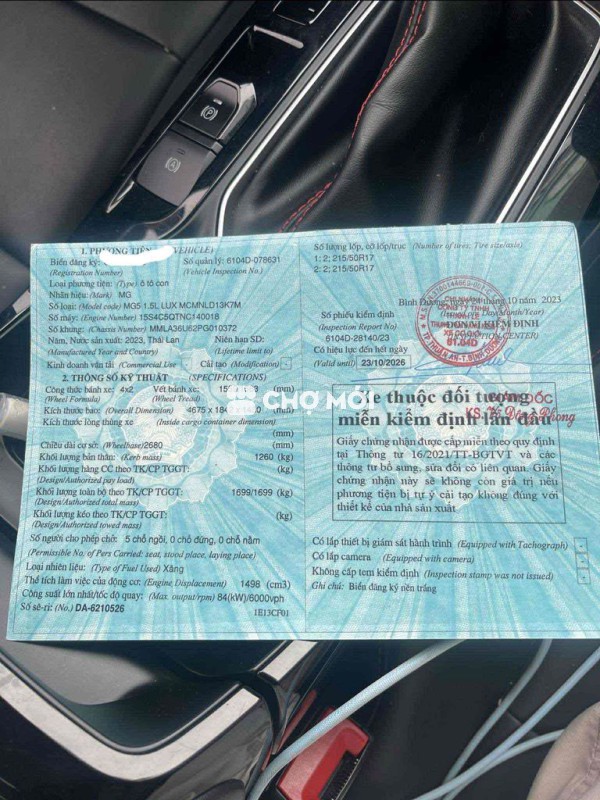 1. PHƯƠNG TIỆN (VEHICLE)
Biển đăng ký:
(Registration Number)
Số quản lý: 6104D-078631
(Vehicle Inspection No.)
Loại phương tiện: (Type) ô tô con
Nhãn hiệu: (Mark) MG
Số loại: (Model code) MG5 1.5L LUX MCMNLD13K7M
Số máy: (Engine Number) 15S4C5QTNC140018
Số khung: (Chassis Number) MMLA36LU62PG010372
Năm, Nước sản xuất: 2023, Thái Lan
(Manufactured Year and Country)
Niên hạn SD:
(Lifetime limit to)
Kinh doanh vận tải (Commercial Use)
Cải tạo (Modification)
2. THÔNG SỐ KỸ THUẬT (SPECIFICATIONS)
Công thức bánh xe: 4x2
(Wheel Formula)
Vết bánh xe: (mm)
(Wheel Tread)
Kích thước bao: (Overall Dimension) 4675 x (mm)
Kích thước lòng thùng xe (Inside cargo container dimension)
(mm)
Chiều dài cơ sở: (Wheelbase) 2680 (mm)
Khối lượng bản thân: (Kerb mass) 1260 (kg)
Khối lượng hàng CC theo TK/CP TGGT: (kg)
(Design/Authorized pay load)
Khối lượng toàn bộ theo TK/CP TGGT: 1699/1699 (kg)
(Design/Authorized total mass)
Khối lượng kéo theo TK/CP TGGT: (kg)
(Design/Authorized towed mass)
Số người cho phép chở: 5 chỗ ngồi, 0 chỗ đứng, 0 chỗ nằm
(Permissible No. of Pers Carried: seat, stood place, laying place)
Loại nhiên liệu: (Type of Fuel Used) Xăng
Thể tích làm việc của động cơ: (Engine Displacement) 1498 (cm3)
Công suất lớn nhất/tốc độ quay: (Max. output/rpm) 84(kW)/6000vph
Số sê-ri: (No.) DA-6210526
1E13CF01
Số lượng lốp, cỡ lốp/trục (Number of tires; Tire size/axle)
1: 2; 215/50R17
2: 2; 215/50R17
Bình Dương, ngày tháng 10 năm 2023
Day/Month/Year)
Số phiếu kiểm định
(Inspection Report No)
6104D-28140/23
ĐƠN VỊ KIỂM ĐỊNH
61.04D
Có hiệu lực đến hết ngày
(Valid until) 23/10/2026
KS. Võ Phong
Xe thuộc đối tượng
miễn kiểm định lần đầu
Giấy chứng nhận được cấp miễn theo quy định
tại Thông tư 16/2021/TT-BGTVT và các
thông tư bổ sung, sửa đổi có liên quan. Giấy
chứng nhận này sẽ không còn giá trị nếu
phương tiện bị tự ý cải tạo không đúng với
thiết kế của nhà sản xuất.
Có lắp thiết bị giám sát hành trình (Equipped with Tachograph)
Có lắp camera (Equipped with camera)
Không cấp tem kiểm định (Inspection stamp was not issued)
Ghi chú: Biển đăng ký nền trắng
CHỢ MỚI